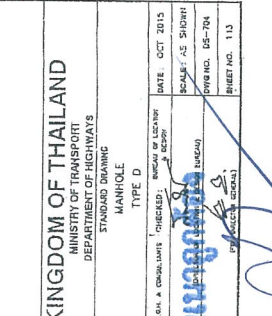 KINGDOM OF THAILAND
MINISTRY OF TRANSPORT
DEPARTMENT OF HIGHWAYS
STANDARD DRAWING
MANHOLE
TYPE D
O.H. & CONSULTANTS
CHECKED: BUREAU OF LOCATION
& DESIGN
DATE: OCT 2015
SCALE: AS SHOWN
DWG NO. DS-704
SHEET NO. 113